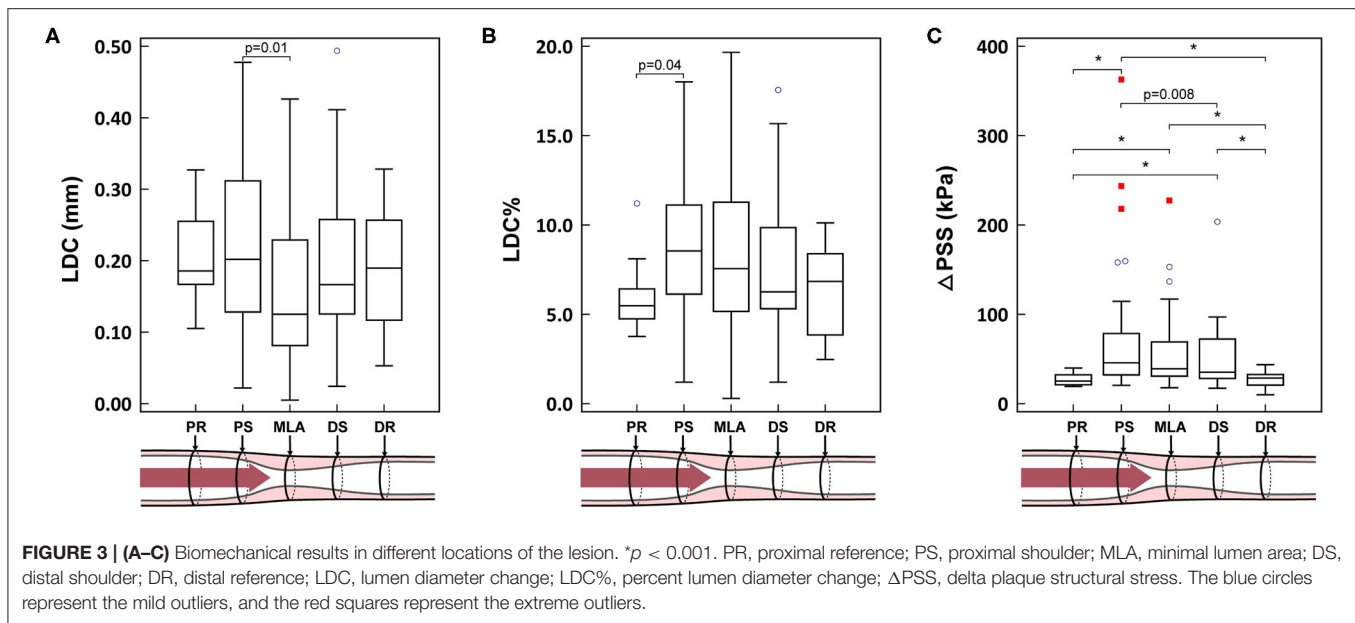 A
0.50
0.40
0.30
0.20
0.10
0.00
LDC (mm)
p=0.01
PR PS MLA DS DR
B
20.0
15.0
10.0
5.0
0.0
LDC%
p=0.04
PR PS MLA DS DR
C
400
300
200
100
0
△PSS (kPa)
* *
p=0.008
*
* *
*
PR PS MLA DS DR
FIGURE 3 | (A–C) Biomechanical results in different locations of the lesion. *p < 0.001. PR, proximal reference; PS, proximal shoulder; MLA, minimal lumen area; DS,
distal shoulder; DR, distal reference; LDC, lumen diameter change; LDC%, percent lumen diameter change; ΔPSS, delta plaque structural stress. The blue circles
represent the mild outliers, and the red squares represent the extreme outliers.